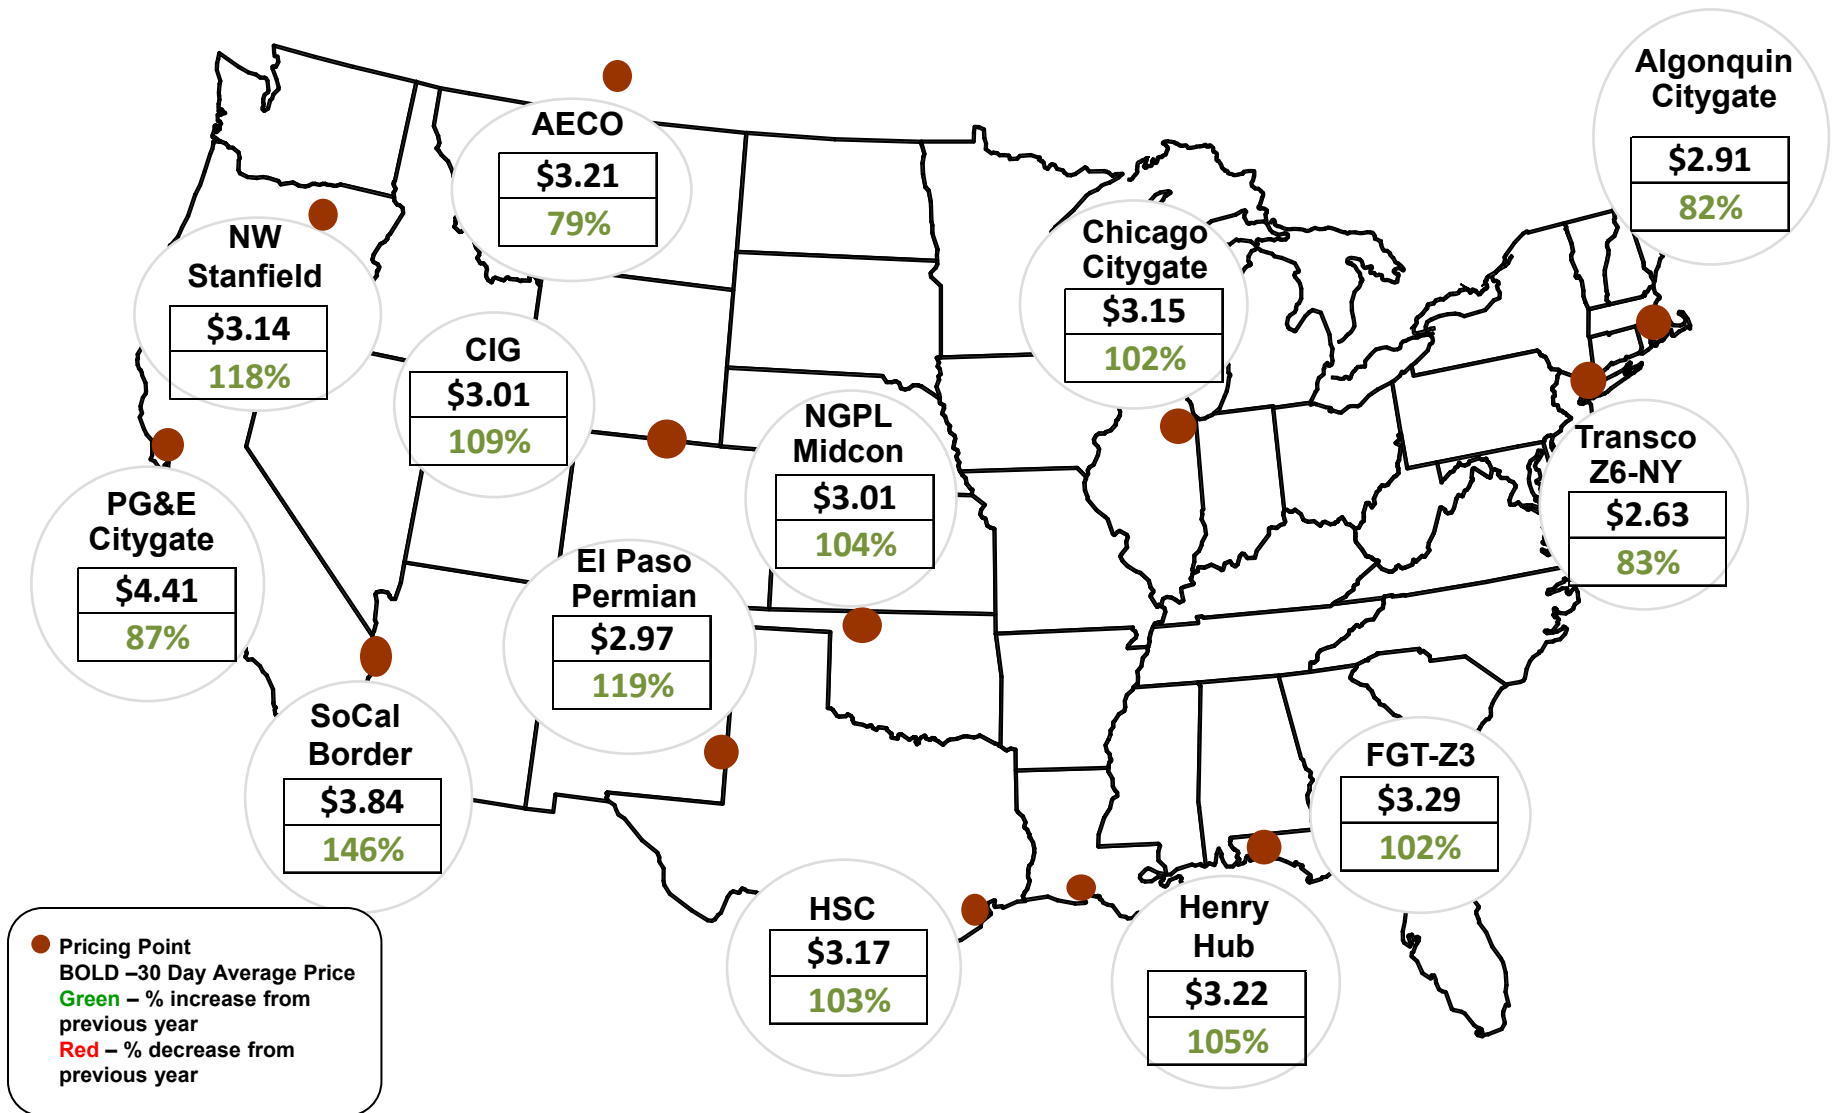 Algonquin
Citygate
$2.91
82%
AECO
$3.21
79%
NW
Stanfield
$3.14
118%
Chicago
Citygate
$3.15
102%
CIG
$3.01
109%
NGPL
Midcon
$3.01
104%
Transco
Z6-NY
$2.63
83%
PG&E
Citygate
$4.41
87%
El Paso
Permian
$2.97
119%
SoCal
Border
$3.84
146%
FGT-Z3
$3.29
102%
HSC
$3.17
103%
Henry
Hub
$3.22
105%
Pricing Point
BOLD –30 Day Average Price
Green – % increase from
previous year
Red – % decrease from
previous year